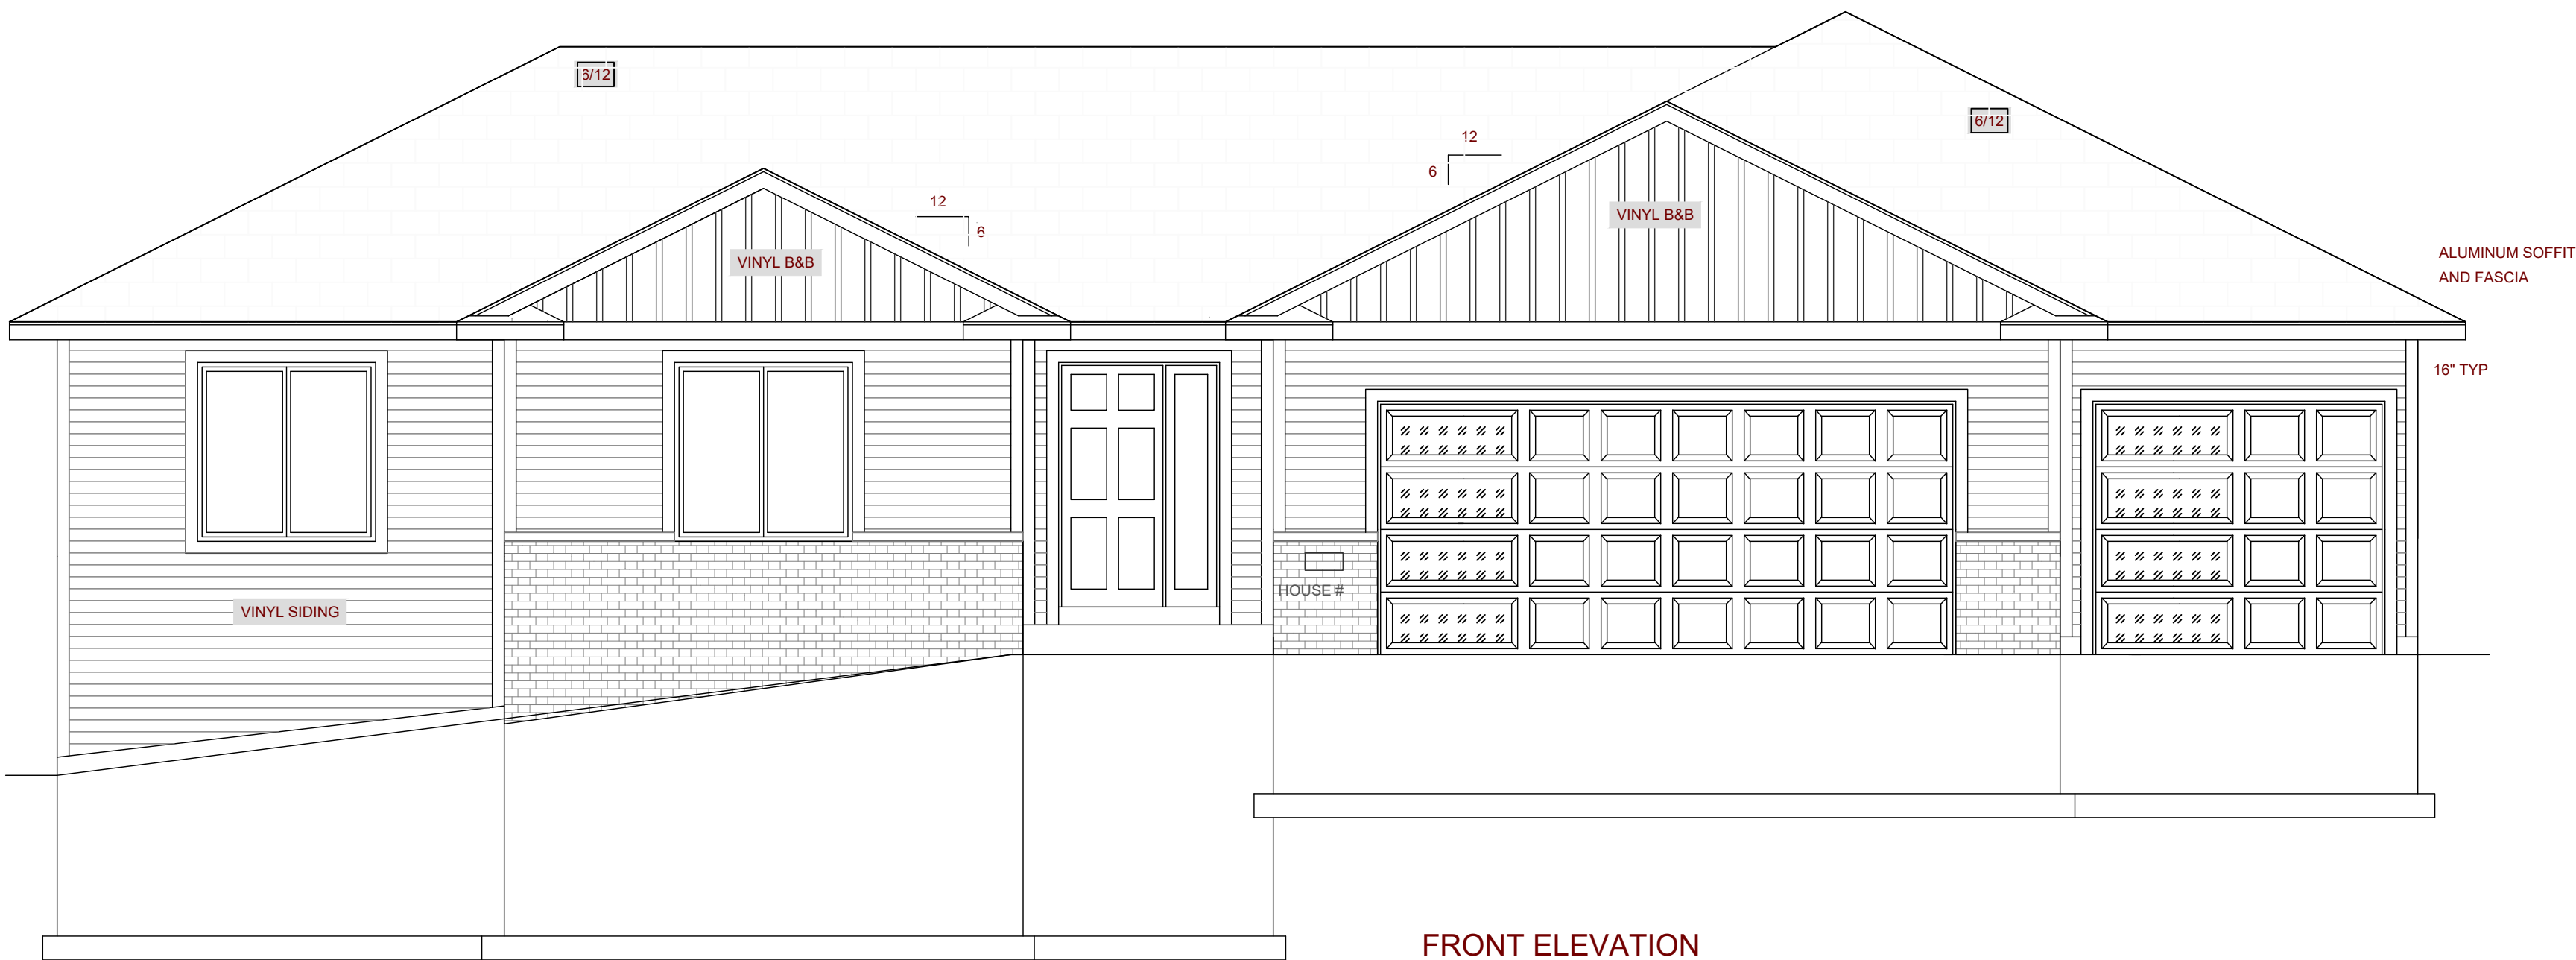 6/12
6/12
12
6
12
6
VINYL B&B
VINYL B&B
ALUMINUM SOFFIT
AND FASCIA
16" TYP
HOUSE #
VINYL SIDING
FRONT ELEVATION